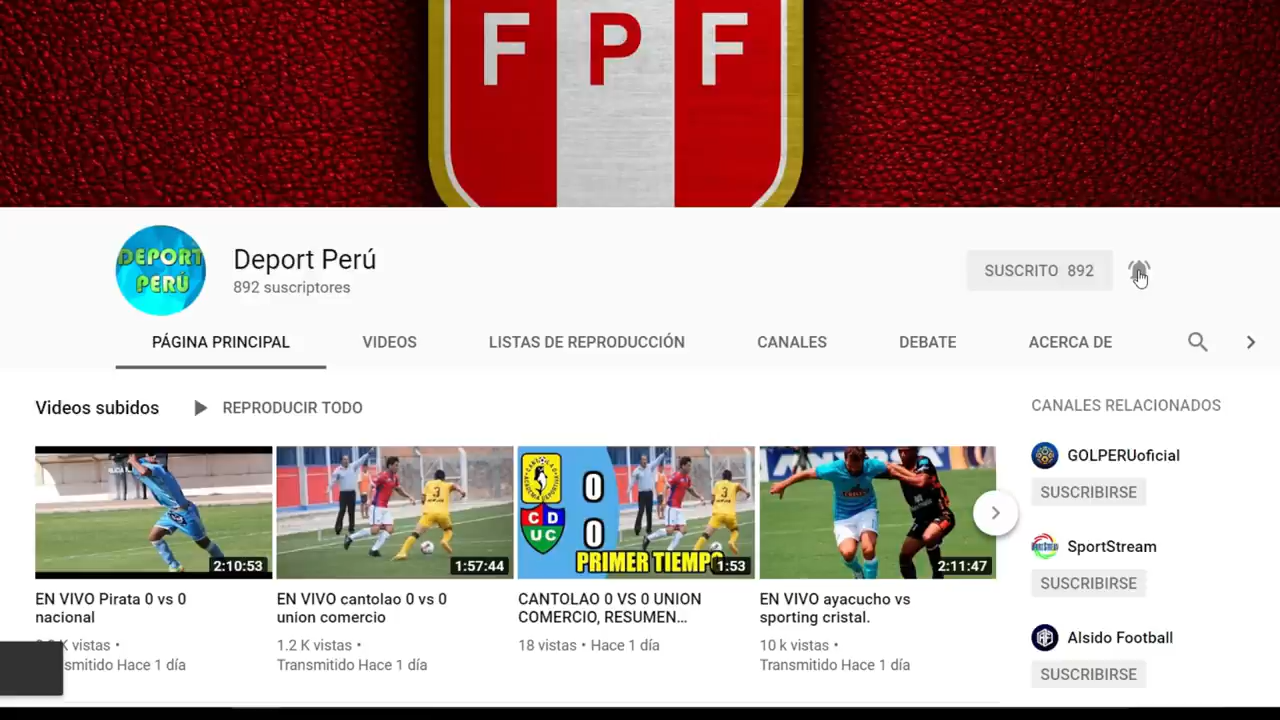 F P F
DEPORT
PERÚ
Deport Perú
892 suscriptores
SUSCRITO 892
PÁGINA PRINCIPAL
VIDEOS
LISTAS DE REPRODUCCIÓN
CANALES
DEBATE
ACERCA DE
Videos subidos
REPRODUCIR TODO
2:10:53
EN VIVO Pirata 0 vs 0
nacional
K vistas •
Hace 1 día
1:57:44
EN VIVO cantolao 0 vs 0
union comercio
1.2 K vistas •
Transmitido Hace 1 día
0
C D
U C
0
PRIMER TIEMPO
1:53
CANTOLAO 0 VS 0 UNION
COMERCIO, RESUMEN...
18 vistas • Hace 1 día
2:11:47
EN VIVO ayacucho vs
sporting cristal.
10 k vistas •
Transmitido Hace 1 día
CANALES RELACIONADOS
GOLPERUoficial
SUSCRIBIRSE
SportStream
SUSCRIBIRSE
Alsido Football
SUSCRIBIRSE